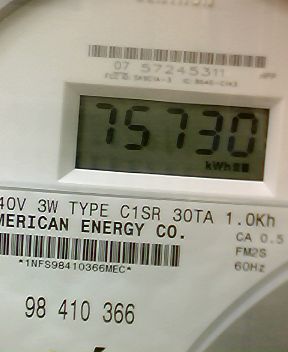 07 57245311
75730
kWh
40V 3W TYPE C1SR 30TA 1.0Kh
MERICAN ENERGY CO.
CA 0.5
FM2S
60Hz
*1NFS98410366MEC*
98 410 366